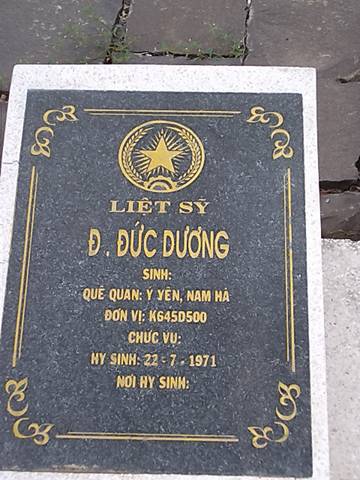 LIỆT SỸ
Đ. ĐỨC DƯƠNG
SINH:
QUÊ QUÁN: Ý YÊN, NAM HÀ
ĐƠN VỊ: K645D500
CHỨC VỤ:
HY SINH: 22 - 7 - 1971
NƠI HY SINH: